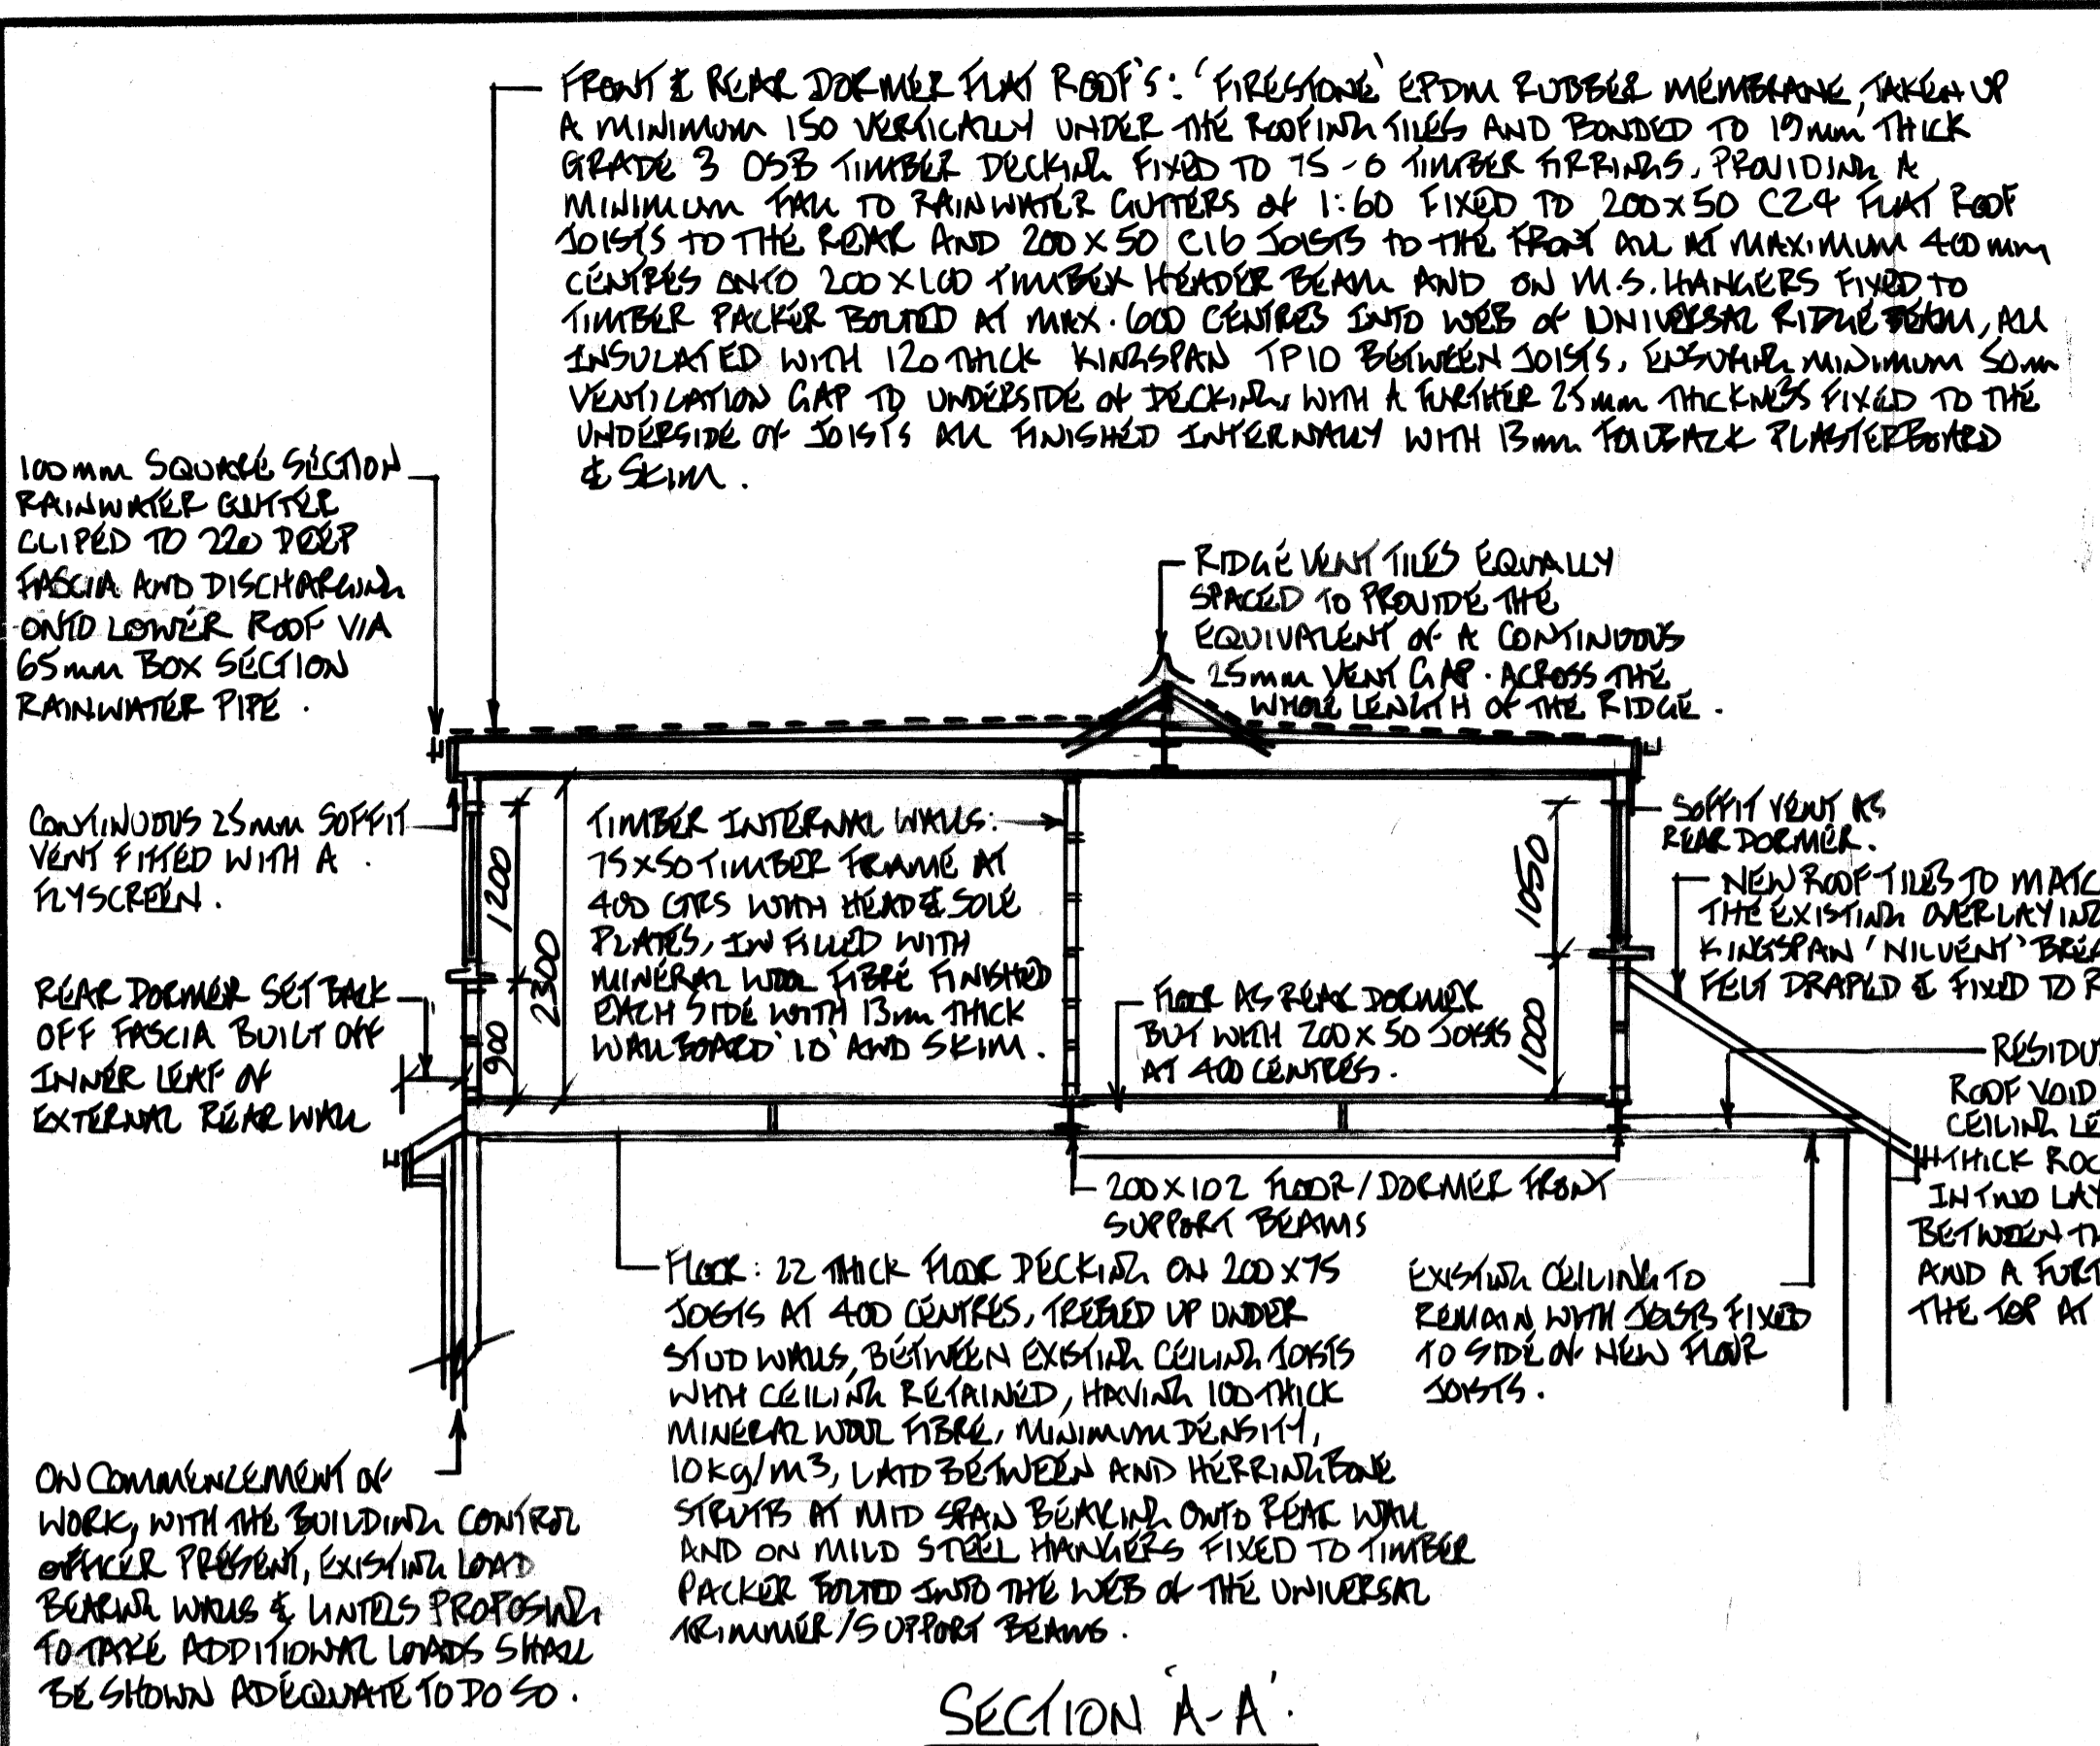 FRONT & REAR DORMER FLAT ROOF'S: 'FIRESTONE' EPDM RUBBER MEMBRANE, TAKEN UP
A MINIMUM 150 VERTICALLY UNDER THE ROOFING TILES AND BONDED TO 19mm THICK
GRADE 3 OSB TIMBER DECKING FIXED TO 75-0 TIMBER FIRRINGS, PROVIDING A
MINIMUM FALL TO RAINWATER GUTTERS of 1:60 FIXED TO 200x50 C24 FLAT ROOF
JOISTS TO THE REAR AND 200X50 C16 JOISTS TO THE FRONT ALL AT MAXIMUM 400mm
CENTRES ONTO 200X100 TIMBER HEADER BEAM AND ON M.S. HANGERS FIXED TO
TIMBER PACKER BOLTED AT MAX. 600 CENTRES INTO WEB of UNIVERSAL RIDGE BEAM, ALL
INSULATED WITH 120 THICK KINGSPAN TP10 BETWEEN JOISTS, ENSURING MINIMUM 50mm
VENTILATION GAP TO UNDERSIDE of DECKING, WITH A FURTHER 25mm THICKNESS FIXED TO THE
UNDERSIDE OF JOISTS ALL FINISHED INTERNALLY WITH 13mm FOILBACK PLASTERBOARD
& SKIM.
100mm SQUARE SECTION
RAINWATER GUTTER
CLIPED TO 220 DEEP
FASCIA AND DISCHARGING
ONTO LOWER ROOF VIA
65mm BOX SECTION
RAINWATER PIPE.
RIDGE VENT TILES EQUALLY
SPACED TO PROVIDE THE
EQUIVALENT OF A CONTINUOUS
25mm VENT GAP. ACROSS THE
WHOLE LENGTH OF THE RIDGE.
CONTINUOUS 25mm SOFFIT
VENT FITTED WITH A
FLYSCREEN.
1200
2300
900
TIMBER INTERNAL WALLS:
75x50 TIMBER FRAME AT
400 CTRS WITH HEAD & SOLE
PLATES, IN FILLED WITH
MINERAL WOOL FIBRE FINISHED
EACH SIDE WITH 13mm THICK
WALLBOARD '10' AND SKIM.
1050
1000
SOFFIT VENT AS
REAR DORMER.
NEW ROOF TILES TO MATC
THE EXISTING OVERLAYING
KINGSPAN 'NILVENT' BREA
FELT DRAPED & FIXED TO R
REAR DORMER SET BACK
OFF FASCIA BUILT OFF
INNER LEAF OF
EXTERNAL REAR WALL
FLOOR AS REAR DORMER
BUT WITH 200X50 JOISTS
AT 400 CENTRES.
RESIDU
ROOF VOID
CEILING LE
THICK ROC
IN TWO LAY
BETWEEN TH
AND A FURT
THE TOP AT
200X102 FLOOR/DORMER FRONT
SUPPORT BEAMS
FLOOR: 22 THICK FLOOR DECKING ON 200X75
JOISTS AT 400 CENTRES, TREBLED UP UNDER
STUD WALLS, BETWEEN EXISTING CEILING JOISTS
WITH CEILING RETAINED, HAVING 100 THICK
MINERAL WOOL FIBRE, MINIMUM DENSITY,
10kg/m3, LAID BETWEEN AND HERRINGBONE
STRUTS AT MID SPAN BEARING ONTO REAR WALL
AND ON MILD STEEL HANGERS FIXED TO TIMBER
PACKER BOLTED INTO THE WEB of THE UNIVERSAL
TRIMMER/SUPPORT BEAMS.
EXISTING CEILING TO
REMAIN WITH JOISTS FIXED
TO SIDE OF NEW FLOOR
JOISTS.
ON COMMENCEMENT OF
WORK, WITH THE BUILDING CONTROL
OFFICER PRESENT, EXISTING LOAD
BEARING WALLS & LINTELS PROPOSING
TO TAKE ADDITIONAL LOADS SHALL
BE SHOWN ADEQUATE TO DO SO.
SECTION 'A-A'.